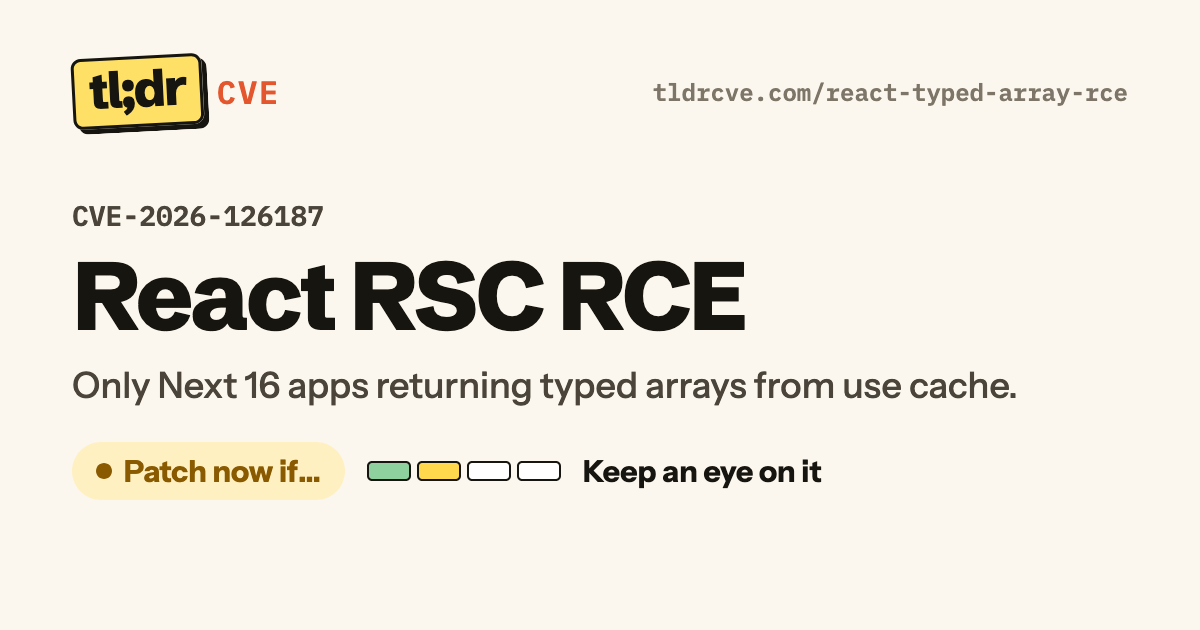 tl;dr CVE
tldrcve.com/react-typed-array-rce
CVE-2026-126187
React RSC RCE
Only Next 16 apps returning typed arrays from use cache.
Patch now if...
Keep an eye on it